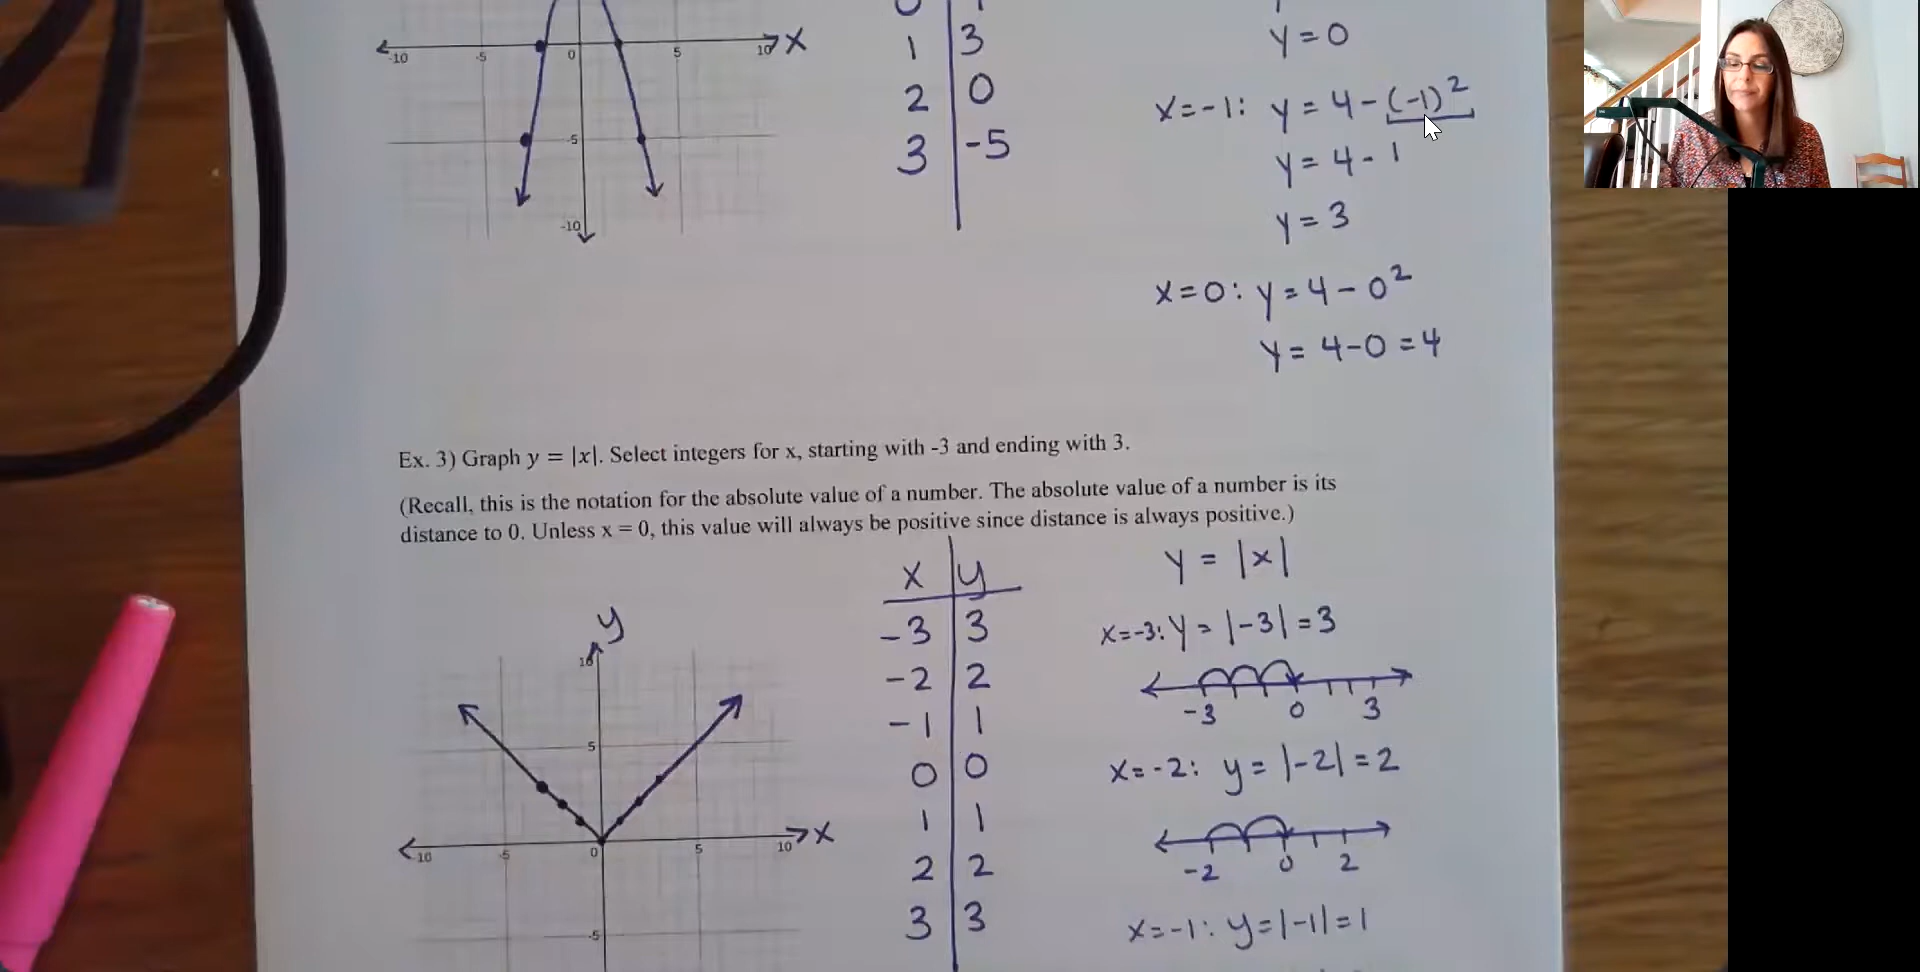 -10 -5 0 5 10 x
-5
-10
1 3
2 0
3 -5
y = 0
x = -1: y = 4 - (-1)²
y = 4 - 1
y = 3
x = 0: y = 4 - 0²
y = 4 - 0 = 4
Ex. 3) Graph y = |x|. Select integers for x, starting with -3 and ending with 3.
(Recall, this is the notation for the absolute value of a number. The absolute value of a number is its
distance to 0. Unless x = 0, this value will always be positive since distance is always positive.)
y
10
5
-10 -5 0 5 10 x
-5
x y
-3 3
-2 2
-1 1
0 0
1 1
2 2
3 3
y = |x|
x = -3: y = |-3| = 3
-3 0 3
x = -2: y = |-2| = 2
-2 0 2
x = -1: y = |-1| = 1